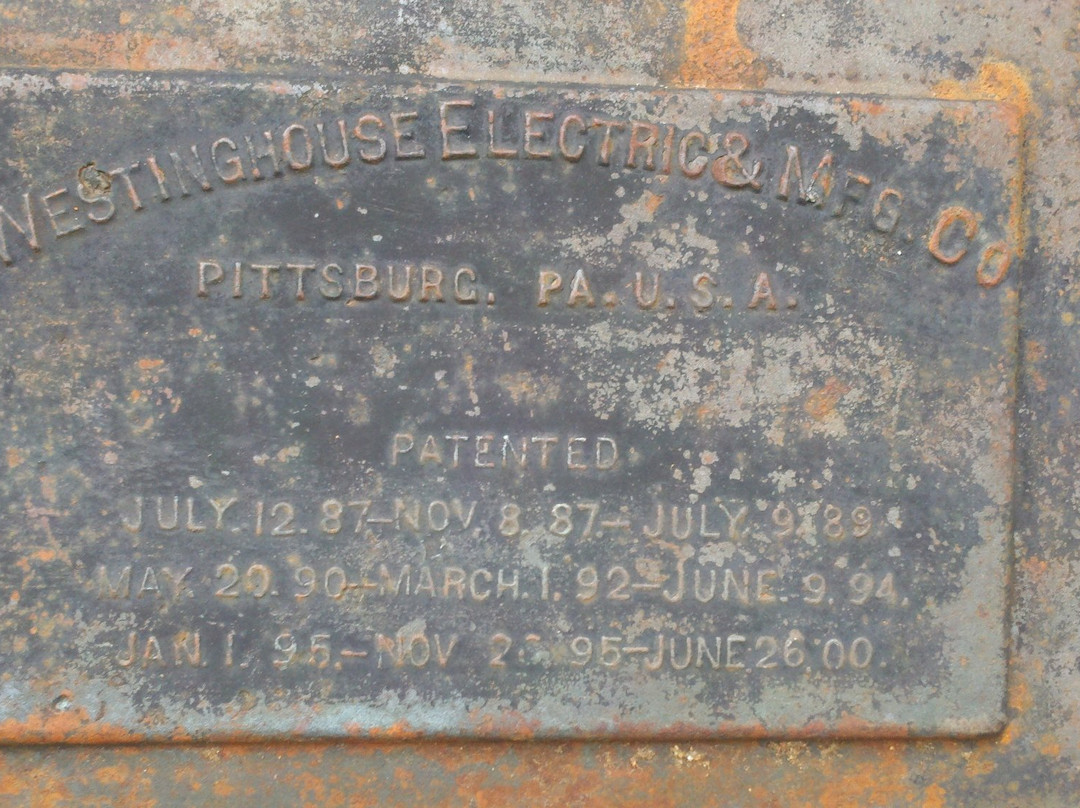 WESTINGHOUSE ELECTRIC & MFG. CO
PITTSBURG. PA. U.S.A.
PATENTED
JULY. 12. 87-NOV. 8. 87.-JULY. 9. 89
MAY. 20. 90-MARCH. 1. 92-JUNE. 9. 94.
JAN. 1. 95.-NOV 95-JUNE 26. 00.